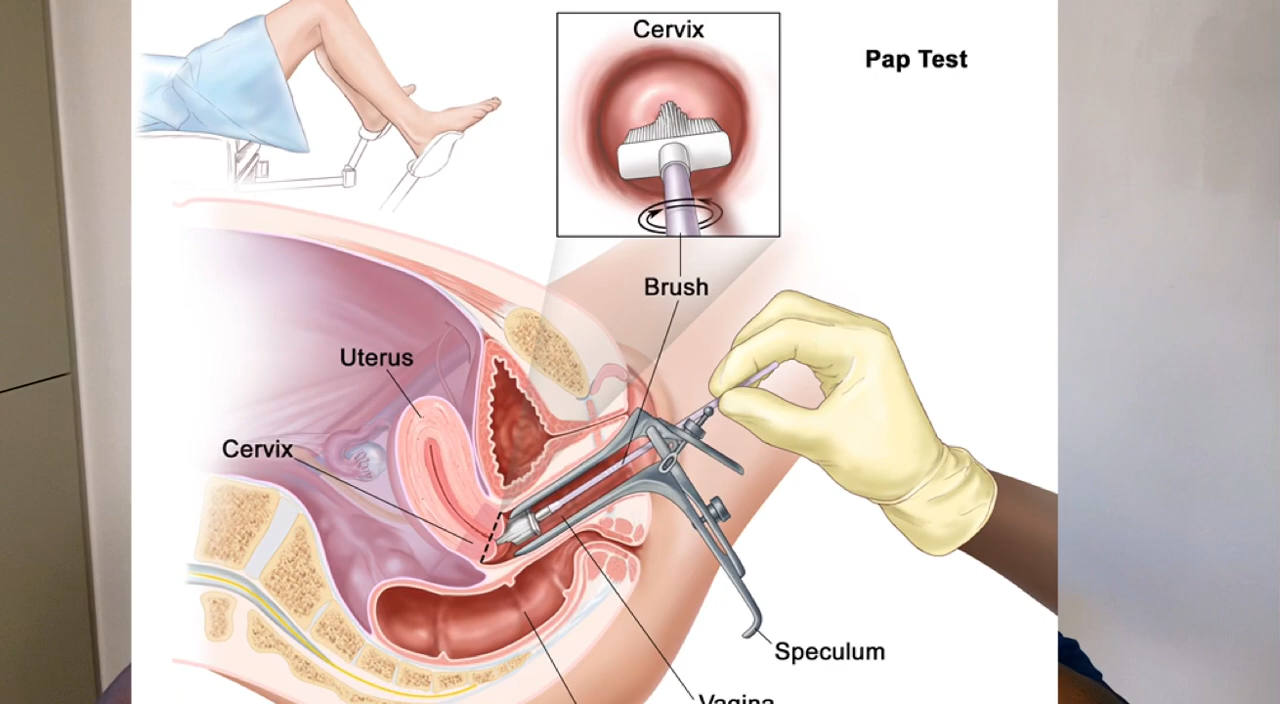 Cervix
Pap Test
Brush
Uterus
Cervix
Speculum
Vagina